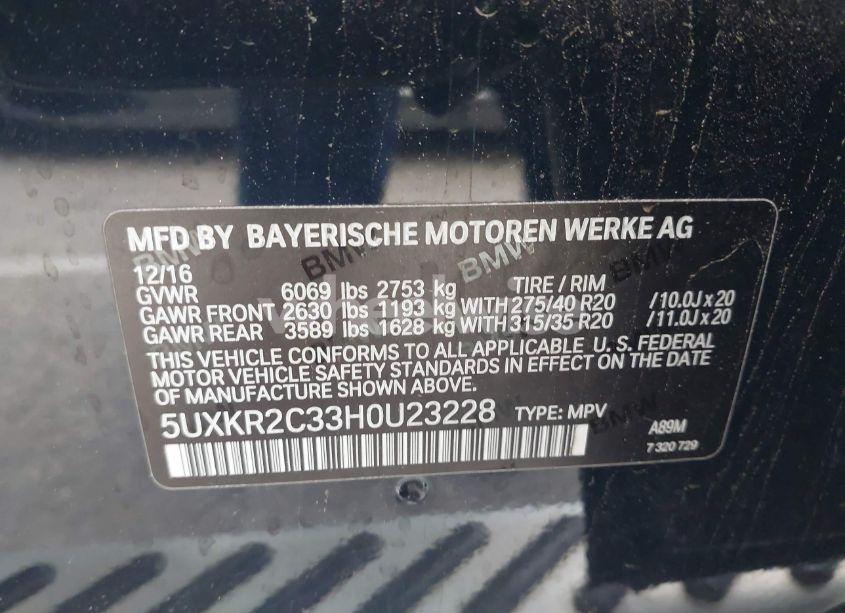 MFD BY BAYERISCHE MOTOREN WERKE AG
12/16
GVWR 6069 lbs 2753 kg TIRE / RIM
GAWR FRONT 2630 lbs 1193 kg WITH 275/40 R20 /10.0J x 20
GAWR REAR 3589 lbs 1628 kg WITH 315/35 R20 /11.0J x 20
THIS VEHICLE CONFORMS TO ALL APPLICABLE U. S. FEDERAL
MOTOR VEHICLE SAFETY STANDARDS IN EFFECT ON THE DATE
OF MANUFACTURE SHOWN ABOVE.
5UXKR2C33H0U23228 TYPE: MPV A89M
7 320 729